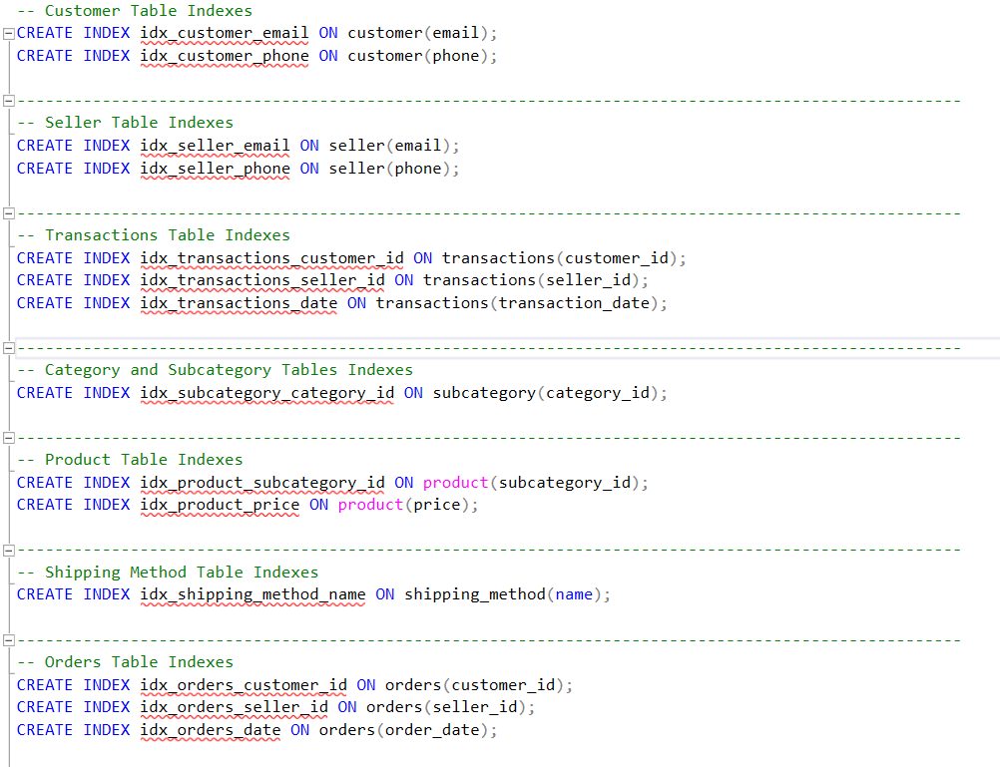 -- Customer Table Indexes
CREATE INDEX idx_customer_email ON customer(email);
CREATE INDEX idx_customer_phone ON customer(phone);
-----------------------------------------------------------------------------------------------------
-- Seller Table Indexes
CREATE INDEX idx_seller_email ON seller(email);
CREATE INDEX idx_seller_phone ON seller(phone);
-----------------------------------------------------------------------------------------------------
-- Transactions Table Indexes
CREATE INDEX idx_transactions_customer_id ON transactions(customer_id);
CREATE INDEX idx_transactions_seller_id ON transactions(seller_id);
CREATE INDEX idx_transactions_date ON transactions(transaction_date);
-----------------------------------------------------------------------------------------------------
-- Category and Subcategory Tables Indexes
CREATE INDEX idx_subcategory_category_id ON subcategory(category_id);
-----------------------------------------------------------------------------------------------------
-- Product Table Indexes
CREATE INDEX idx_product_subcategory_id ON product(subcategory_id);
CREATE INDEX idx_product_price ON product(price);
-----------------------------------------------------------------------------------------------------
-- Shipping Method Table Indexes
CREATE INDEX idx_shipping_method_name ON shipping_method(name);
-----------------------------------------------------------------------------------------------------
-- Orders Table Indexes
CREATE INDEX idx_orders_customer_id ON orders(customer_id);
CREATE INDEX idx_orders_seller_id ON orders(seller_id);
CREATE INDEX idx_orders_date ON orders(order_date);